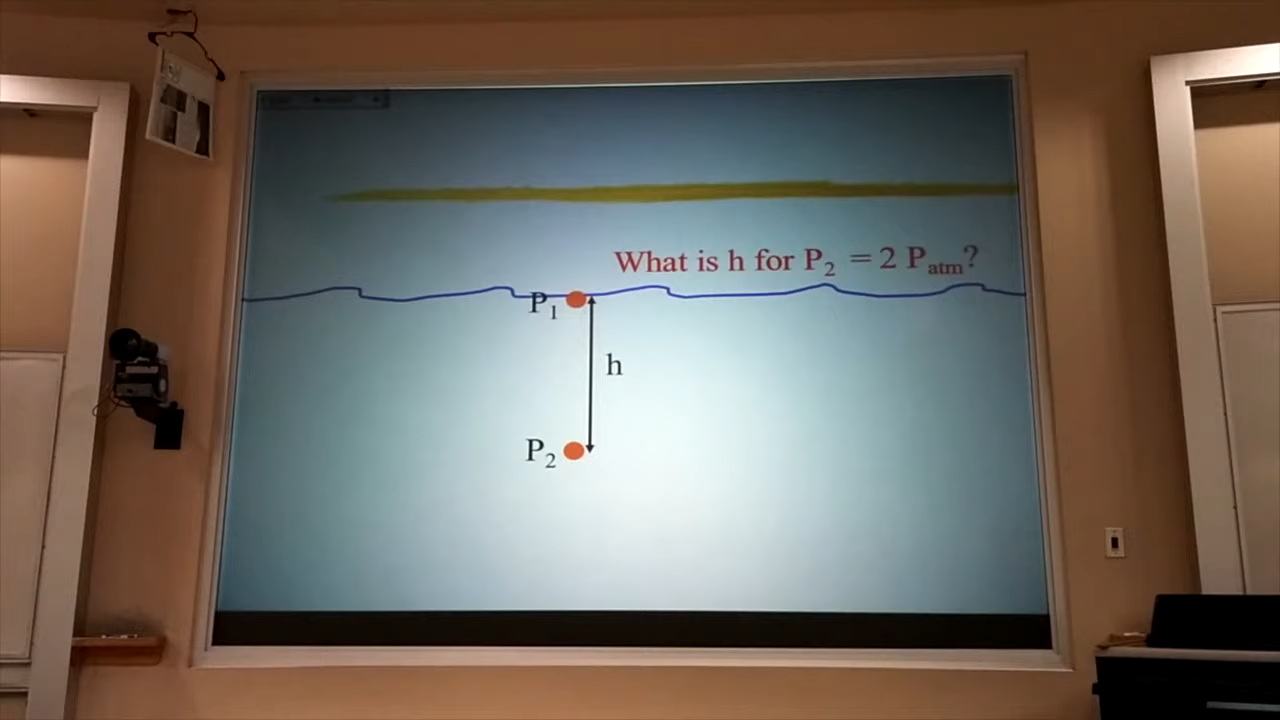 What is h for P₂ = 2 Pₐₜₘ?
P₁
h
P₂